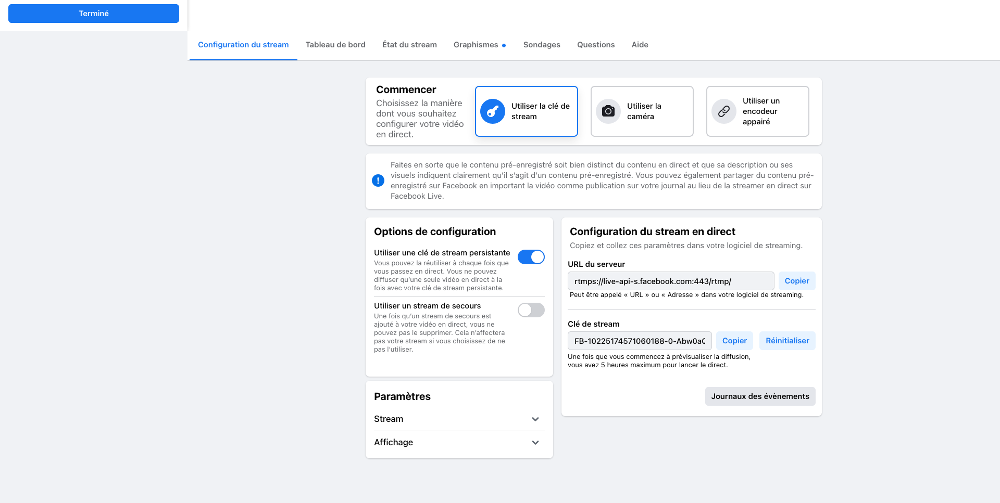 Terminé
Configuration du stream
Tableau de bord
État du stream
Graphismes
Sondages
Questions
Aide
Commencer
Choisissez la manière
dont vous souhaitez
configurer votre vidéo
en direct.
Utiliser la clé de
stream
Utiliser la
caméra
Utiliser un
encodeur
appairé
Faites en sorte que le contenu pré-enregistré soit bien distinct du contenu en direct et que sa description ou ses
visuels indiquent clairement qu’il s’agit d’un contenu pré-enregistré. Vous pouvez également partager du contenu pré-
enregistré sur Facebook en important la vidéo comme publication sur votre journal au lieu de la streamer en direct sur
Facebook Live.
Options de configuration
Utiliser une clé de stream persistante
Vous pouvez la réutiliser à chaque fois que
vous passez en direct. Vous ne pouvez
diffuser qu’une seule vidéo en direct à la
fois avec votre clé de stream persistante.
Utiliser un stream de secours
Une fois qu’un stream de secours est
ajouté à votre vidéo en direct, vous ne
pouvez pas le supprimer. Cela n’affectera
pas votre stream si vous choisissez de ne
pas l’utiliser.
Paramètres
Stream
Affichage
Configuration du stream en direct
Copiez et collez ces paramètres dans votre logiciel de streaming.
URL du serveur
rtmps://live-api-s.facebook.com:443/rtmp/
Copier
Peut être appelé « URL » ou « Adresse » dans votre logiciel de streaming.
Clé de stream
FB-10225174571060188-0-Abw0aC
Copier
Réinitialiser
Une fois que vous commencez à prévisualiser la diffusion,
vous avez 5 heures maximum pour lancer le direct.
Journaux des évènements